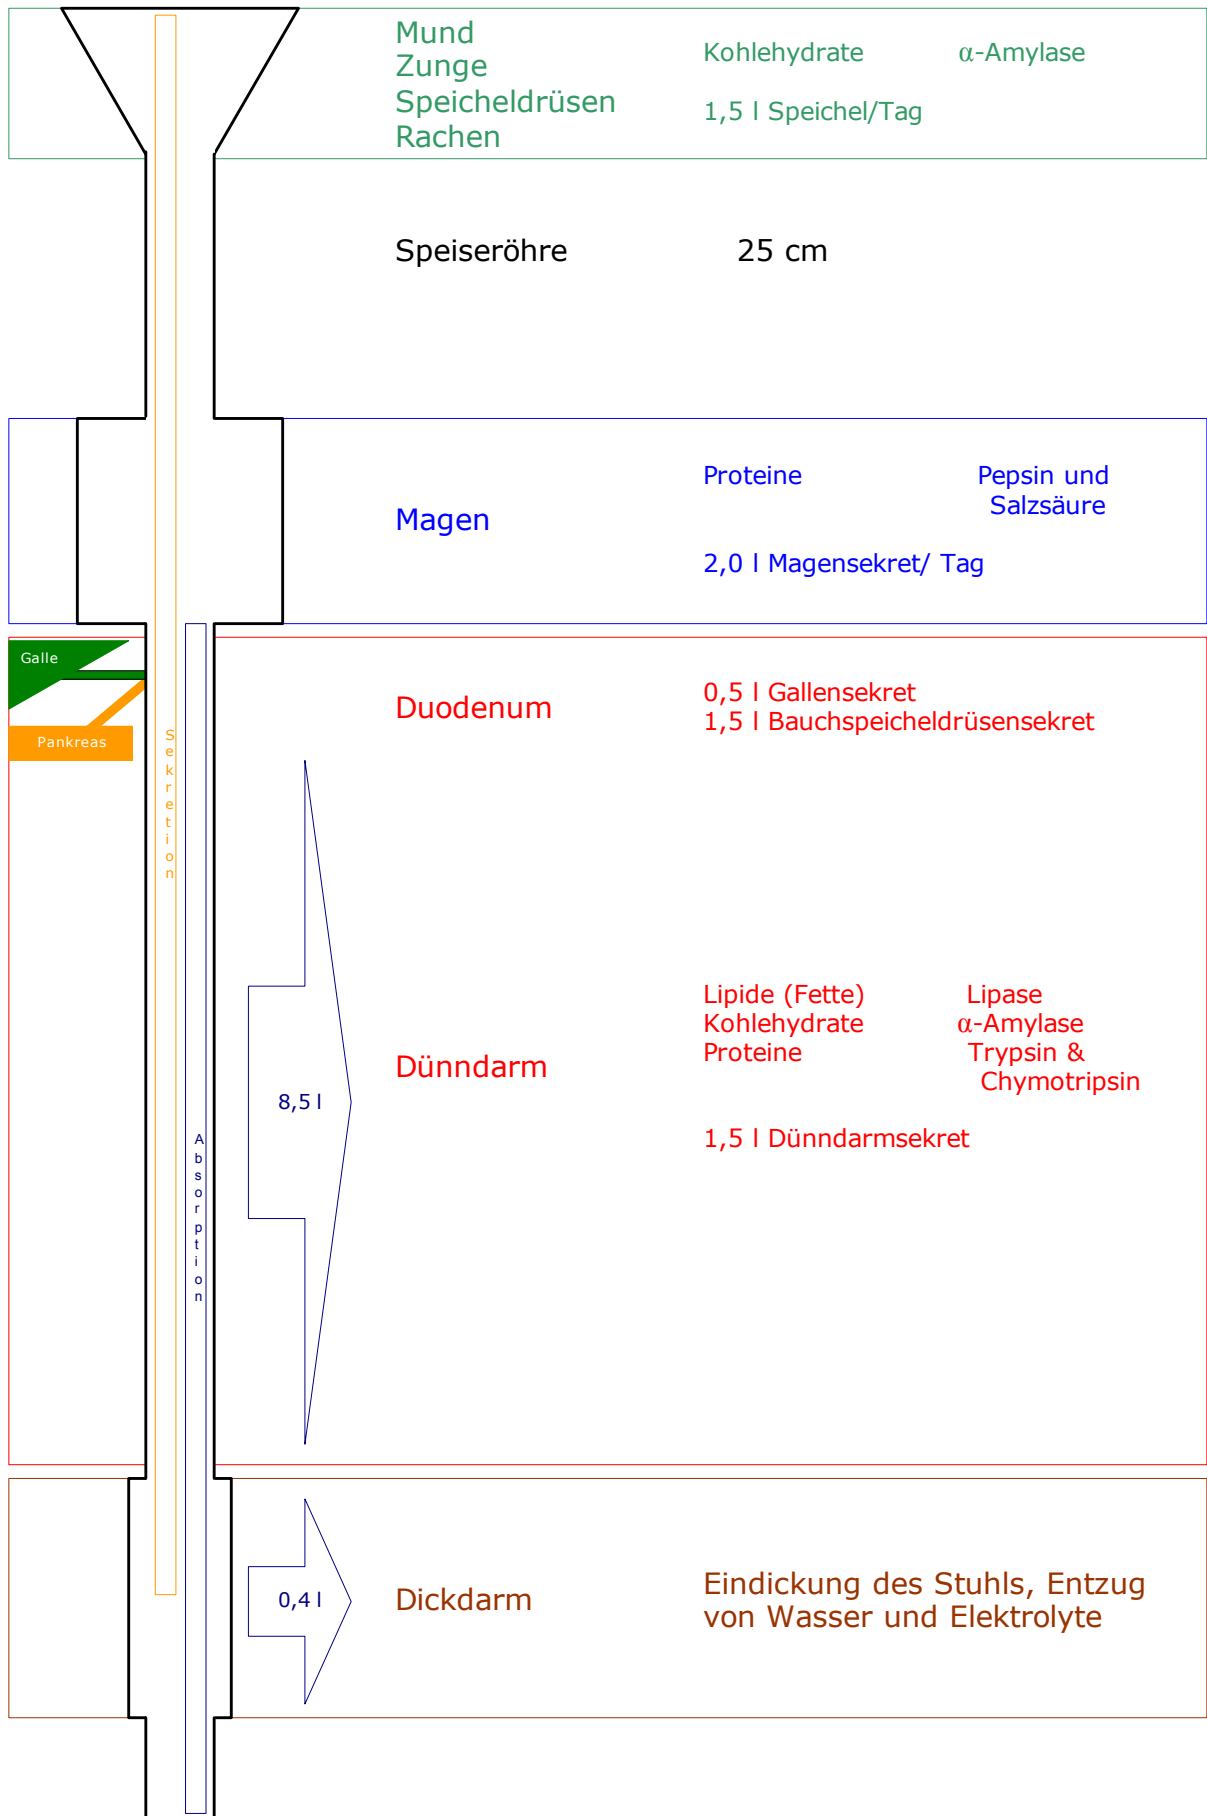 Mund
Zunge
Speicheldrüsen
Rachen
Kohlehydrate α-Amylase
1,5 l Speichel/Tag
Speiseröhre 25 cm
Magen
Proteine Pepsin und
Salzsäure
2,0 l Magensekret/ Tag
Galle
Pankreas
Sekretion
Duodenum
0,5 l Gallensekret
1,5 l Bauchspeicheldrüsensekret
Absorption
8,5 l
Dünndarm
Lipide (Fette) Lipase
Kohlehydrate α-Amylase
Proteine Trypsin &
Chymotripsin
1,5 l Dünndarmsekret
0,4 l
Dickdarm
Eindickung des Stuhls, Entzug
von Wasser und Elektrolyte